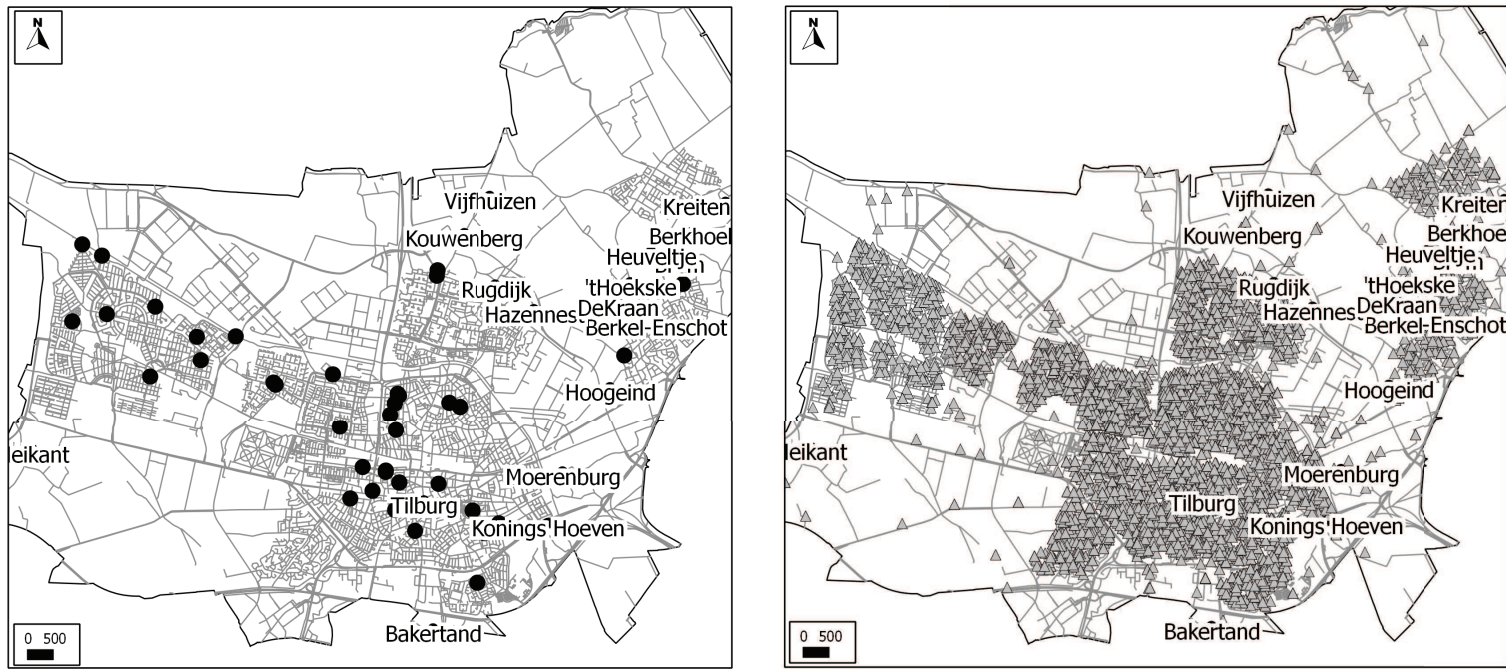 N
Vijfhuizen
Kreiten
Kouwenberg
Berkhoel
Heuveltje
'tHoekske
Rugdijk
Hazennes
DeKraan
Berkel-Enschot
Hoogeind
leikant
Moerenburg
Tilburg
Konings Hoeven
Bakertand
0 500
N
Vijfhuizen
Kreiten
Kouwenberg
Berkhoe
Heuveltje
'tHoekske
Rugdijk
Hazennes
DeKraan
Berkel-Enschot
Hoogeind
leikant
Moerenburg
Tilburg
Konings Hoeven
Bakertand
0 500